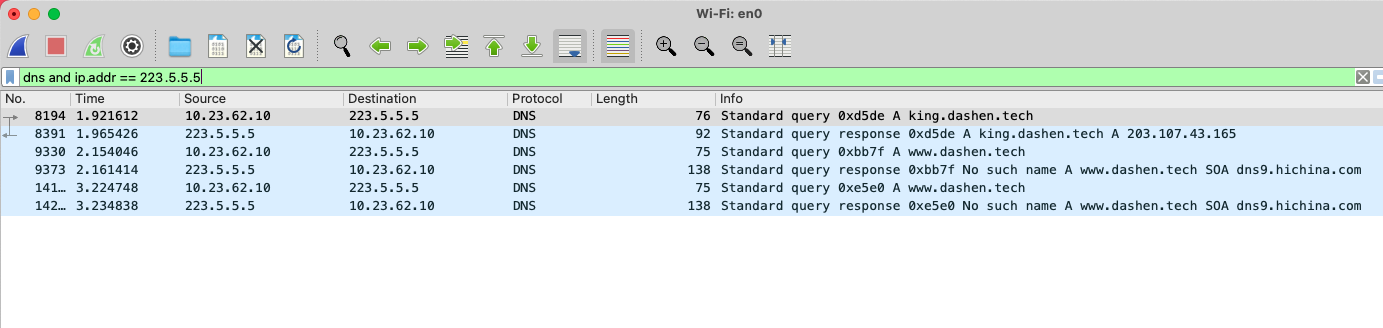 Wi-Fi: en0
dns and ip.addr == 223.5.5.5
No. Time Source Destination Protocol Length Info
8194 1.921612 10.23.62.10 223.5.5.5 DNS 76 Standard query 0xd5de A king.dashen.tech
8391 1.965426 223.5.5.5 10.23.62.10 DNS 92 Standard query response 0xd5de A king.dashen.tech A 203.107.43.165
9330 2.154046 10.23.62.10 223.5.5.5 DNS 75 Standard query 0xbb7f A www.dashen.tech
9373 2.161414 223.5.5.5 10.23.62.10 DNS 138 Standard query response 0xbb7f No such name A www.dashen.tech SOA dns9.hichina.com
141… 3.224748 10.23.62.10 223.5.5.5 DNS 75 Standard query 0xe5e0 A www.dashen.tech
142… 3.234838 223.5.5.5 10.23.62.10 DNS 138 Standard query response 0xe5e0 No such name A www.dashen.tech SOA dns9.hichina.com